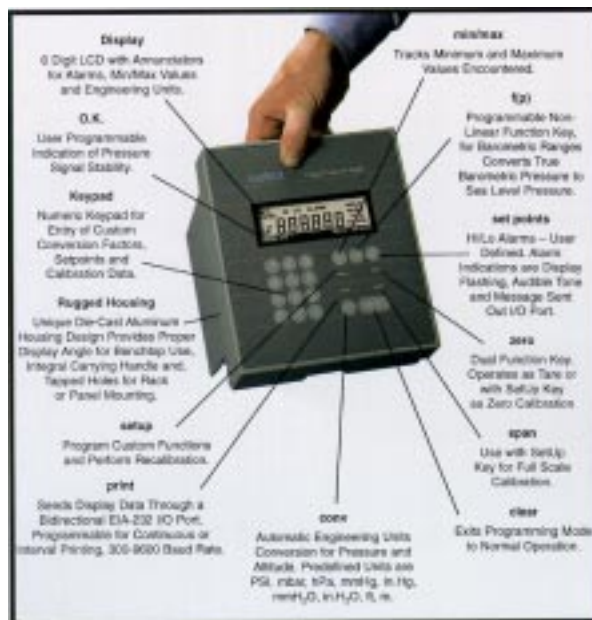 Display
6 Digit LCD with Annunciators
for Alarms, Min/Max Values
and Engineering Units.
O.K.
User Programmable
Indication of Pressure
Signal Stability.
Keypad
Numeric Keypad for
Entry of Custom
Conversion Factors,
Setpoints and
Calibration Data.
Rugged Housing
Unique Die-Cast Aluminum
Housing Design Provides Proper
Display Angle for Benchtop Use,
Integral Carrying Handle and,
Tapped Holes for Rack
or Panel Mounting.
setup
Program Custom Functions
and Perform Recalibration.
print
Sends Display Data Through a
Bidirectional EIA-232 I/O Port.
Programmable for Continuous or
Interval Printing, 300-9600 Baud Rate.
conv
Automatic Engineering Units
Conversion for Pressure and
Altitude. Predefined Units are
PSI, mbar, hPa, mmHg, in.Hg,
mmH₂O, in.H₂O, ft, m.
min/max
Tracks Minimum and Maximum
Values Encountered.
f(p)
Programmable Non-
Linear Function Key,
for Barometric Ranges
Converts True
Barometric Pressure to
Sea Level Pressure.
set points
Hi/Lo Alarms – User
Defined. Alarm
Indications are Display
Flashing, Audible Tone
and Message Sent
Out I/O Port.
zero
Dual Function Key.
Operates as Tare or
with SetUp Key
as Zero Calibration
span
Use with SetUp
Key for Full Scale
Calibration.
clear
Exits Programming Mode
to Normal Operation.